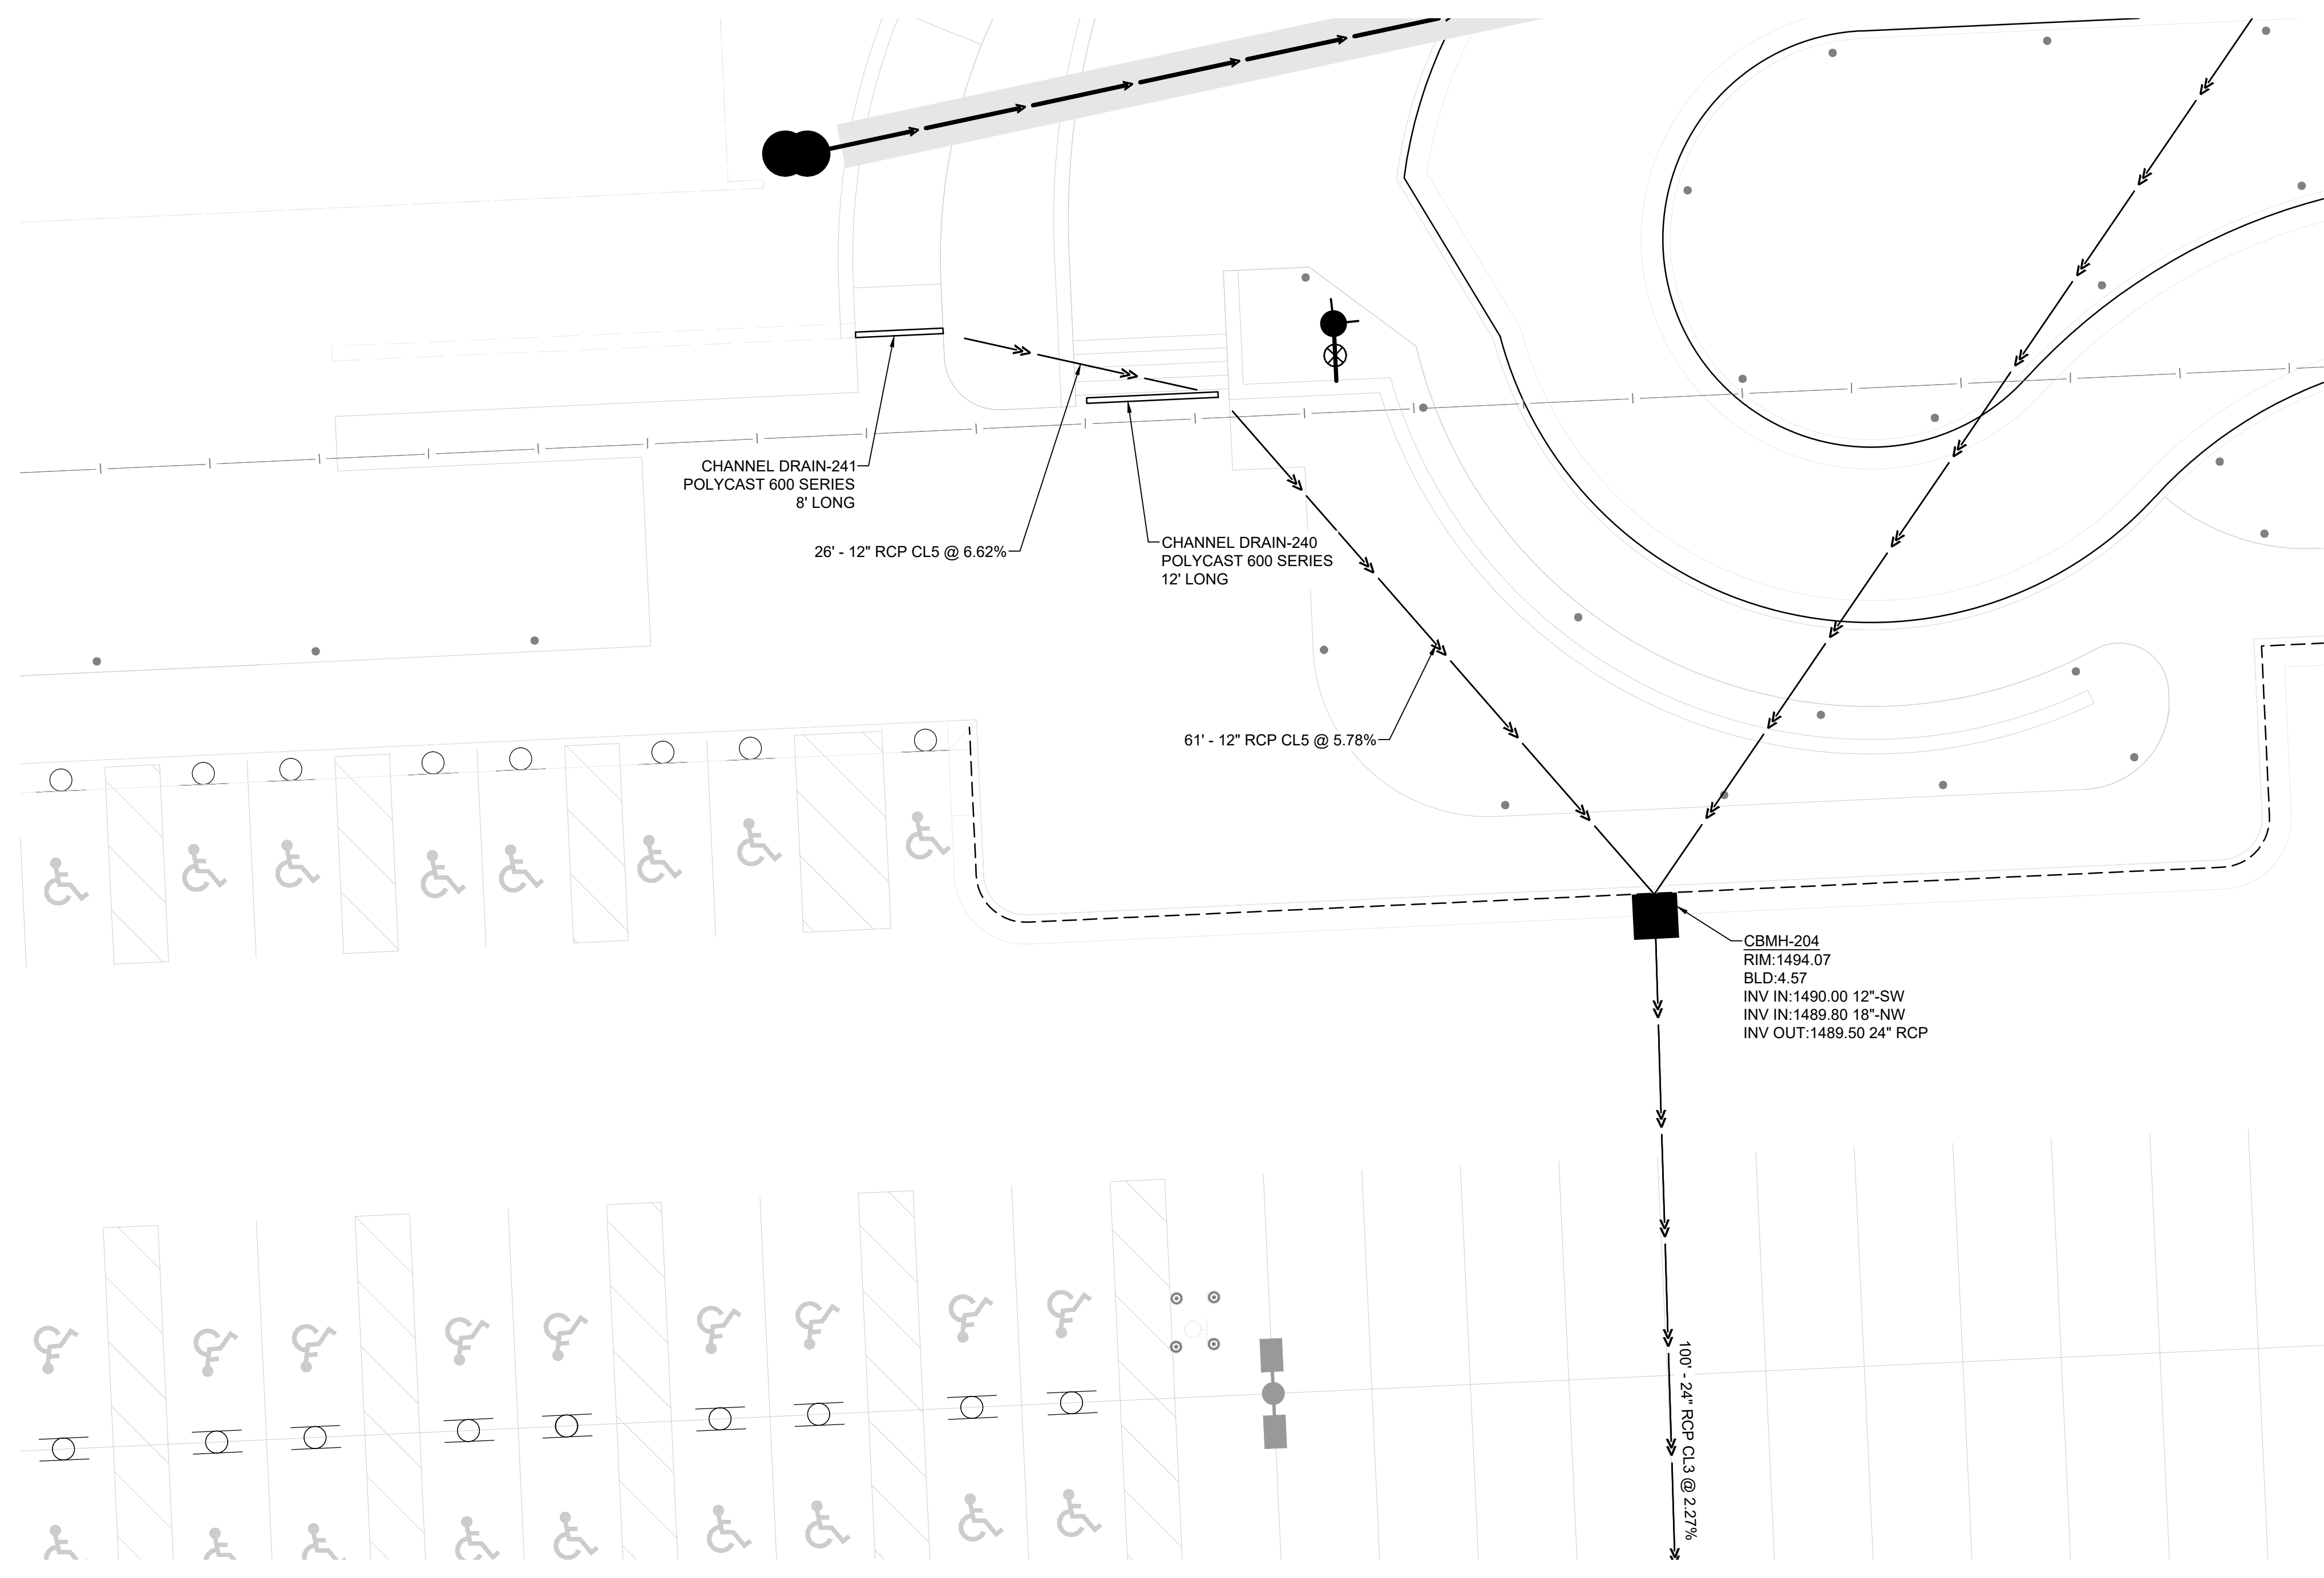 CHANNEL DRAIN-241
POLYCAST 600 SERIES
8' LONG
26' - 12" RCP CL5 @ 6.62%
CHANNEL DRAIN-240
POLYCAST 600 SERIES
12' LONG
61' - 12" RCP CL5 @ 5.78%
CBMH-204
RIM:1494.07
BLD:4.57
INV IN:1490.00 12"-SW
INV IN:1489.80 18"-NW
INV OUT:1489.50 24" RCP
100' - 24" RCP CL3 @ 2.27%